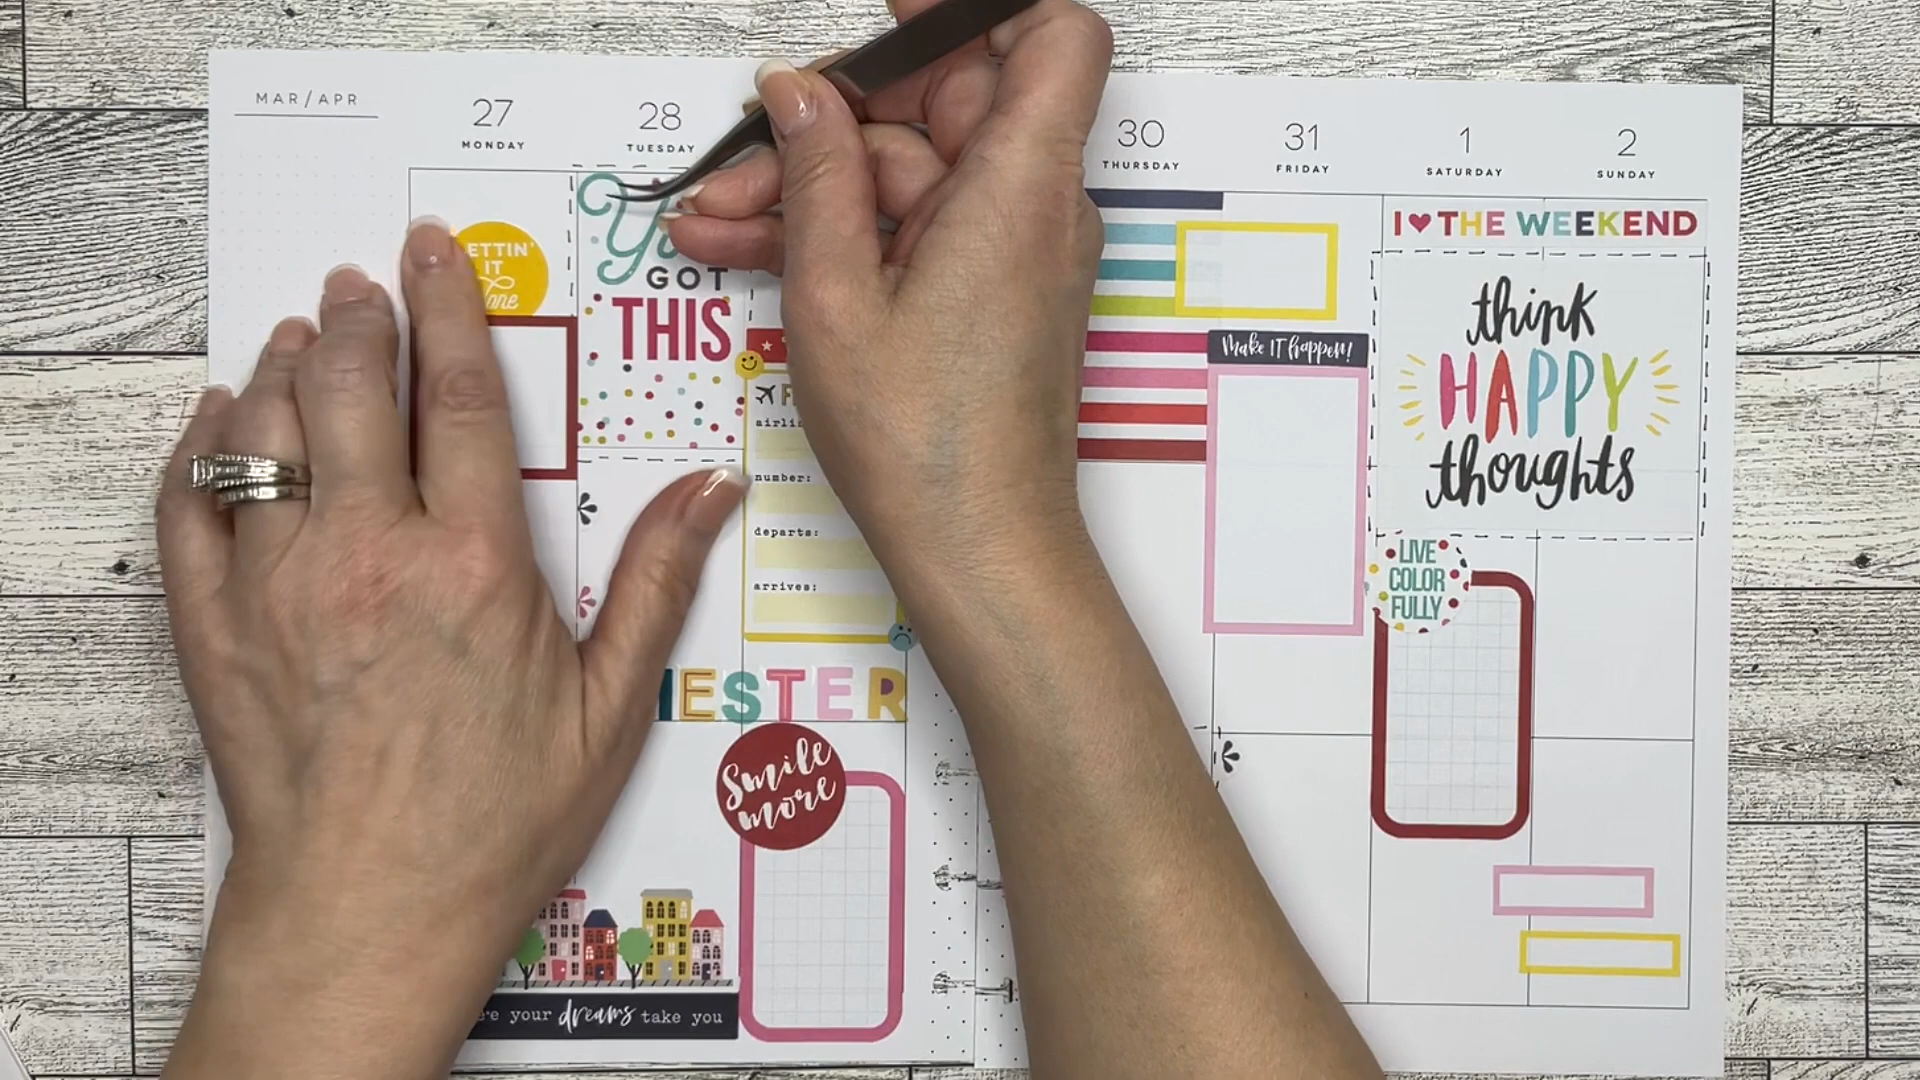 MAR/APR
27
MONDAY
28
TUESDAY
30
THURSDAY
31
FRIDAY
1
SATURDAY
2
SUNDAY
IT
GOT
THIS
number:
departs:
arrives:
Smile
more
your dreams take you
Make IT happen!
I THE WEEKEND
think
HAPPY
thoughts
LIVE
COLOR
FULLY